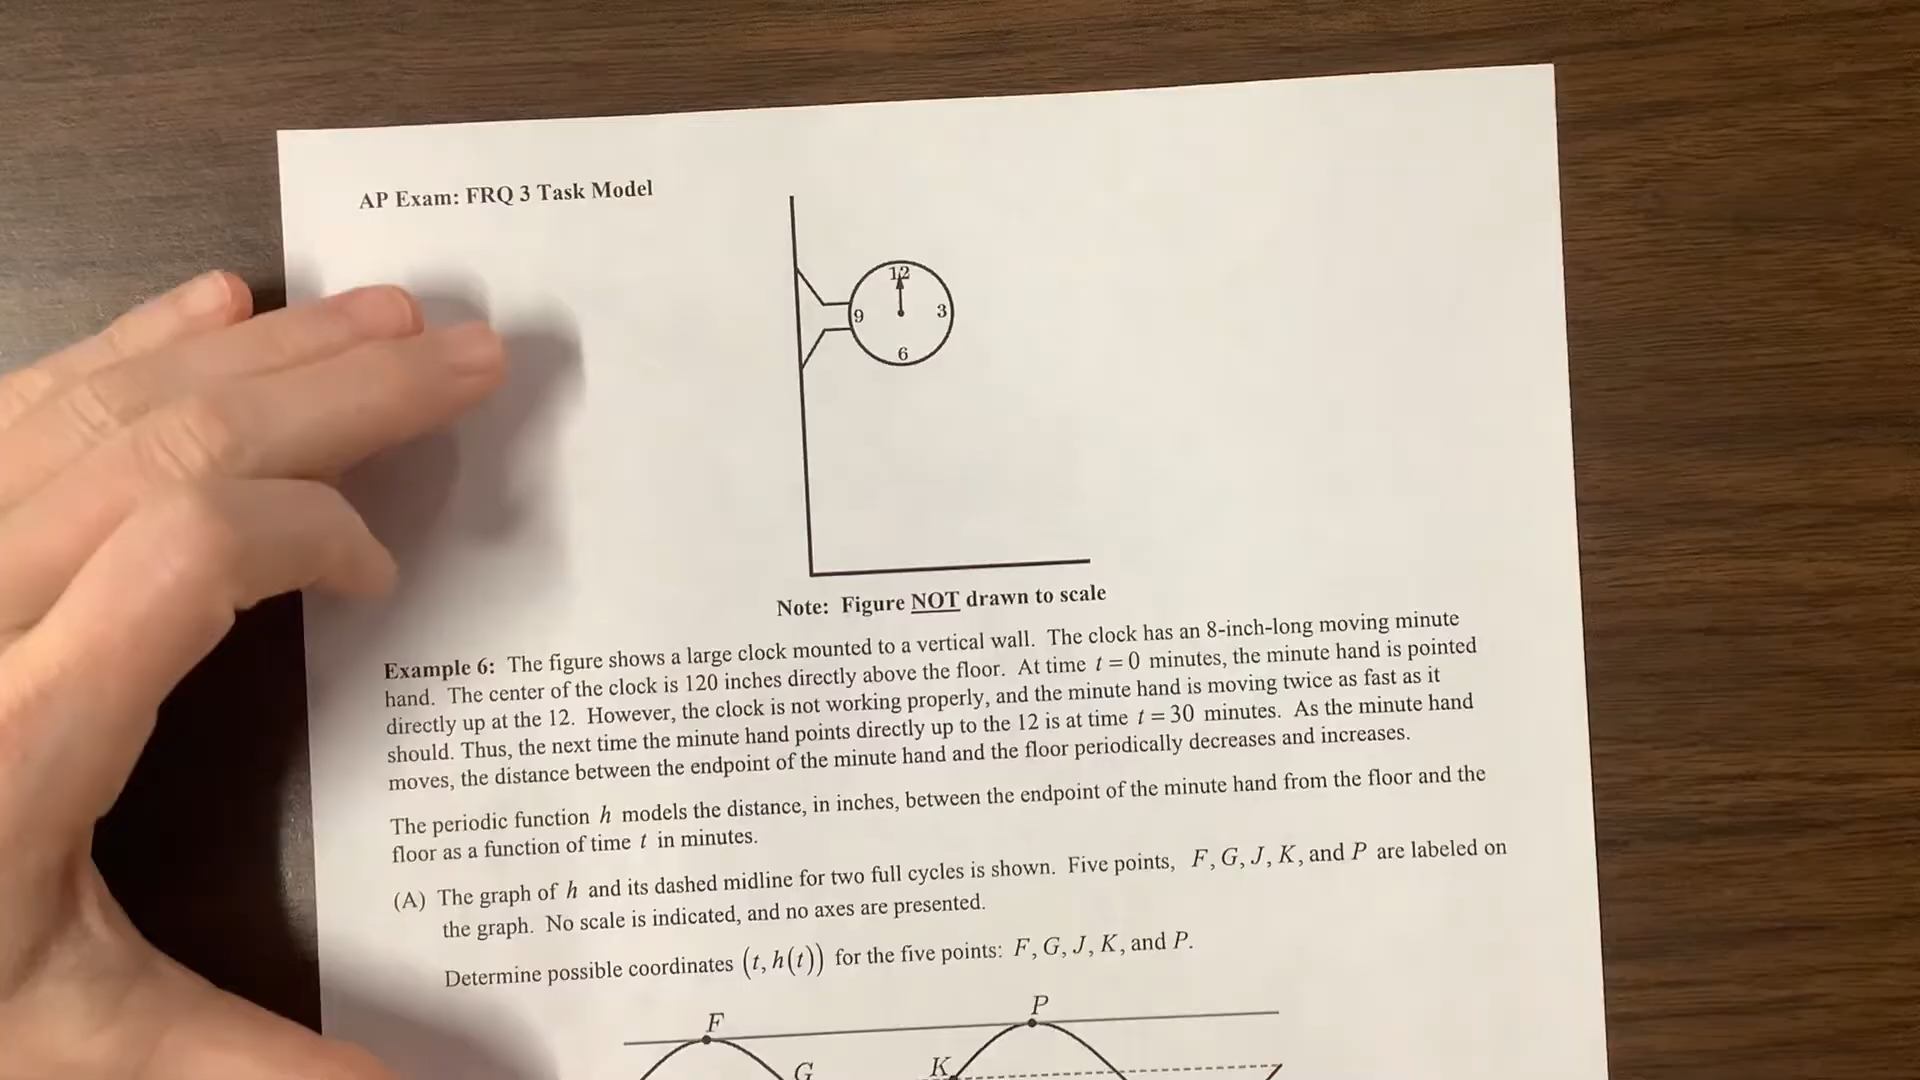 AP Exam: FRQ 3 Task Model
12
9
3
6
Note: Figure NOT drawn to scale
Example 6: The figure shows a large clock mounted to a vertical wall. The clock has an 8-inch-long moving minute
hand. The center of the clock is 120 inches directly above the floor. At time t = 0 minutes, the minute hand is pointed
directly up at the 12. However, the clock is not working properly, and the minute hand is moving twice as fast as it
should. Thus, the next time the minute hand points directly up to the 12 is at time t = 30 minutes. As the minute hand
moves, the distance between the endpoint of the minute hand and the floor periodically decreases and increases.
The periodic function h models the distance, in inches, between the endpoint of the minute hand from the floor and the
floor as a function of time t in minutes.
(A) The graph of h and its dashed midline for two full cycles is shown. Five points, F, G, J, K, and P are labeled on
the graph. No scale is indicated, and no axes are presented.
Determine possible coordinates (t, h(t)) for the five points: F, G, J, K, and P.
F
P
G
K